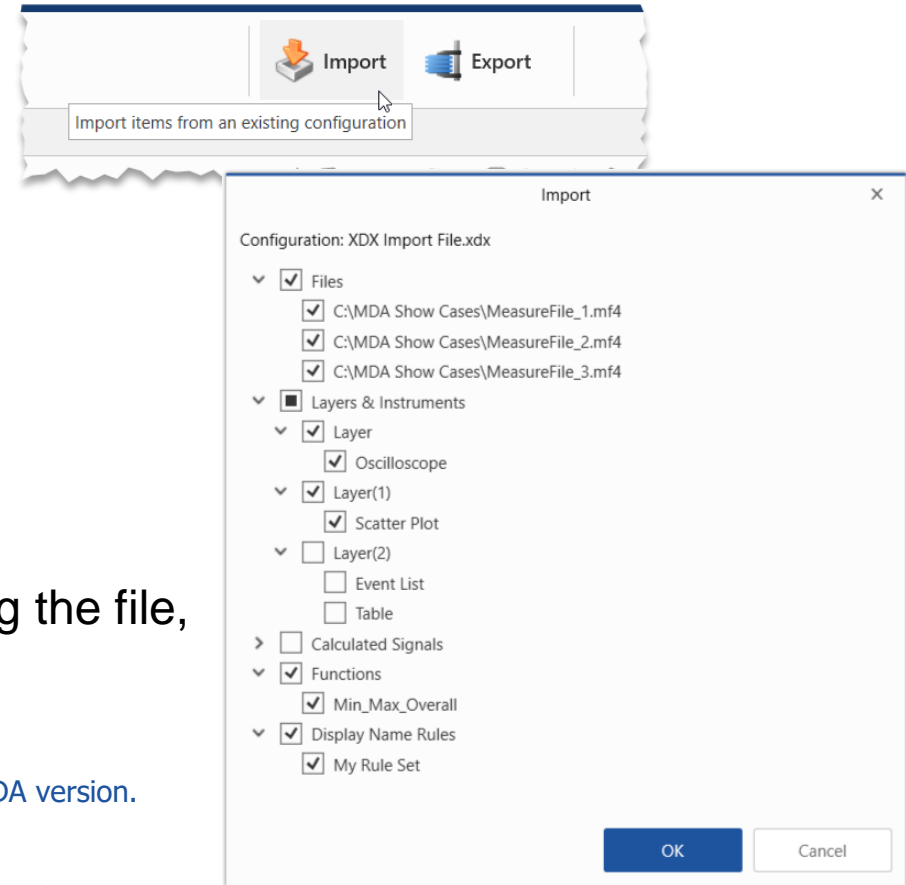 Import
Export
Import items from an existing configuration
Import
Configuration: XDX Import File.xdx
Files
C:\MDA Show Cases\MeasureFile_1.mf4
C:\MDA Show Cases\MeasureFile_2.mf4
C:\MDA Show Cases\MeasureFile_3.mf4
Layers & Instruments
Layer
Oscilloscope
Layer(1)
Scatter Plot
Layer(2)
Event List
Table
Calculated Signals
Functions
Min_Max_Overall
Display Name Rules
My Rule Set
OK
Cancel
g the file,
DA version.